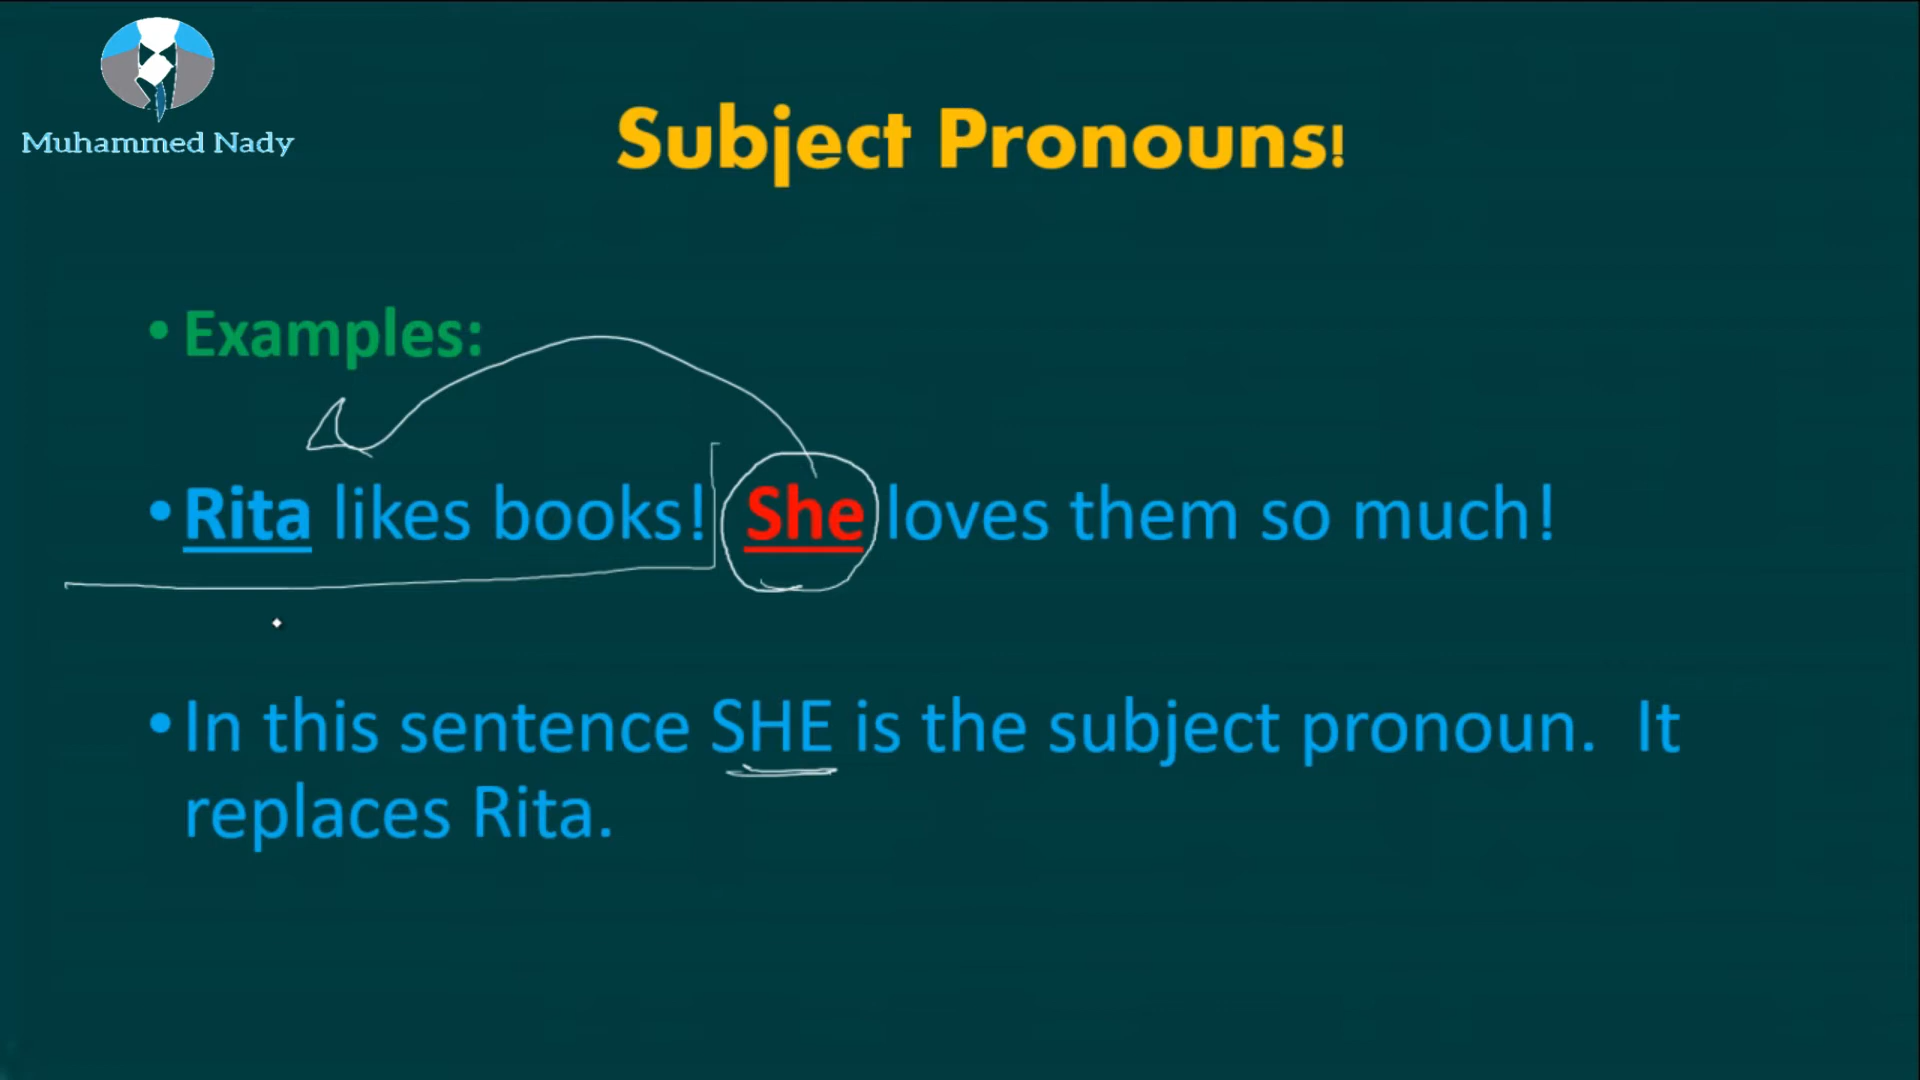 Muhammed Nady
Subject Pronouns!
• Examples:
• Rita likes books! She loves them so much!
• In this sentence SHE is the subject pronoun. It
replaces Rita.